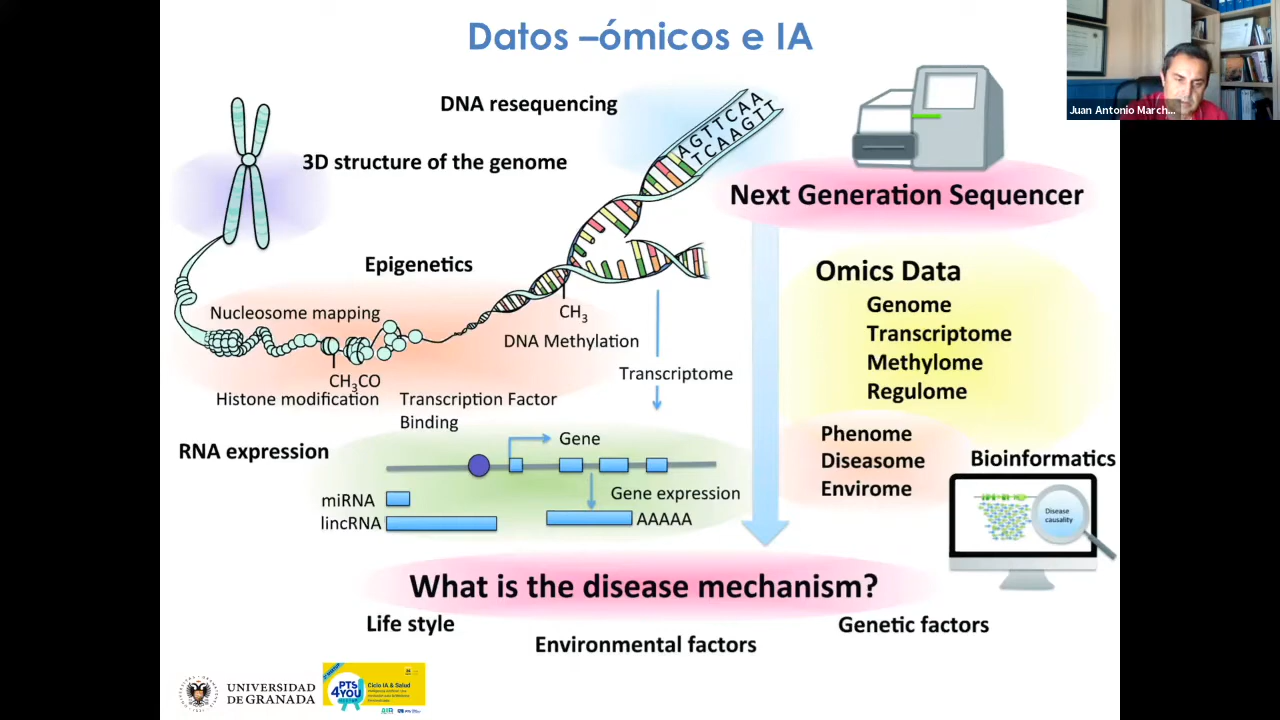 Datos –ómicos e IA
Juan Antonio March...
DNA resequencing
AGTTCAA
TCAAGTT
3D structure of the genome
Next Generation Sequencer
Epigenetics
Omics Data
Genome
Transcriptome
Methylome
Regulome
Nucleosome mapping
CH3
DNA Methylation
Transcriptome
CH3CO
Histone modification
Transcription Factor
Binding
Phenome
Diseasome
Envirome
Bioinformatics
Disease
causality
RNA expression
Gene
miRNA
lincRNA
Gene expression
AAAAA
What is the disease mechanism?
Life style
Environmental factors
Genetic factors
UNIVERSIDAD
DE GRANADA
PTS
4YOU
Ciclo IA & Salud